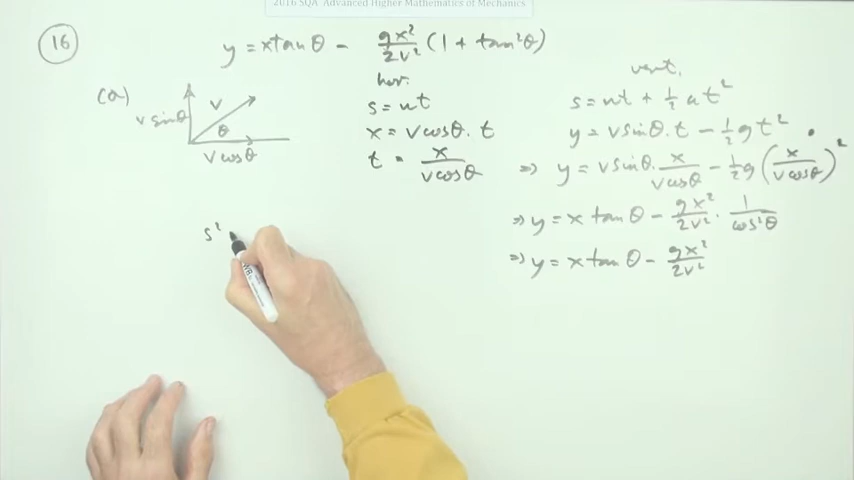 2016 SQA Advanced Higher Mathematics of Mechanics
16
y = x tan θ - gx²/2v² (1 + tan²θ)
(a)
v sin θ
v
θ
v cos θ
hor.
s = ut
x = v cos θ . t
t = x/v cos θ
vert.
s = ut + ½ a t²
y = v sin θ . t - ½ g t²
⇒ y = v sin θ . x/v cos θ - ½ g (x/v cos θ)²
⇒ y = x tan θ - gx²/2v² . 1/cos²θ
⇒ y = x tan θ - gx²/2v²
s²